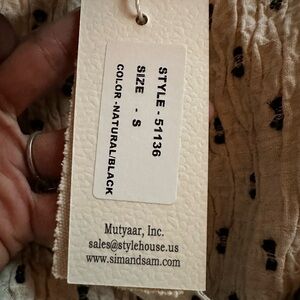 STYLE - 51136
SIZE - S
COLOR -NATURAL/BLACK
Mutyaar, Inc.
sales@stylehouse.us
www.simandsam.com